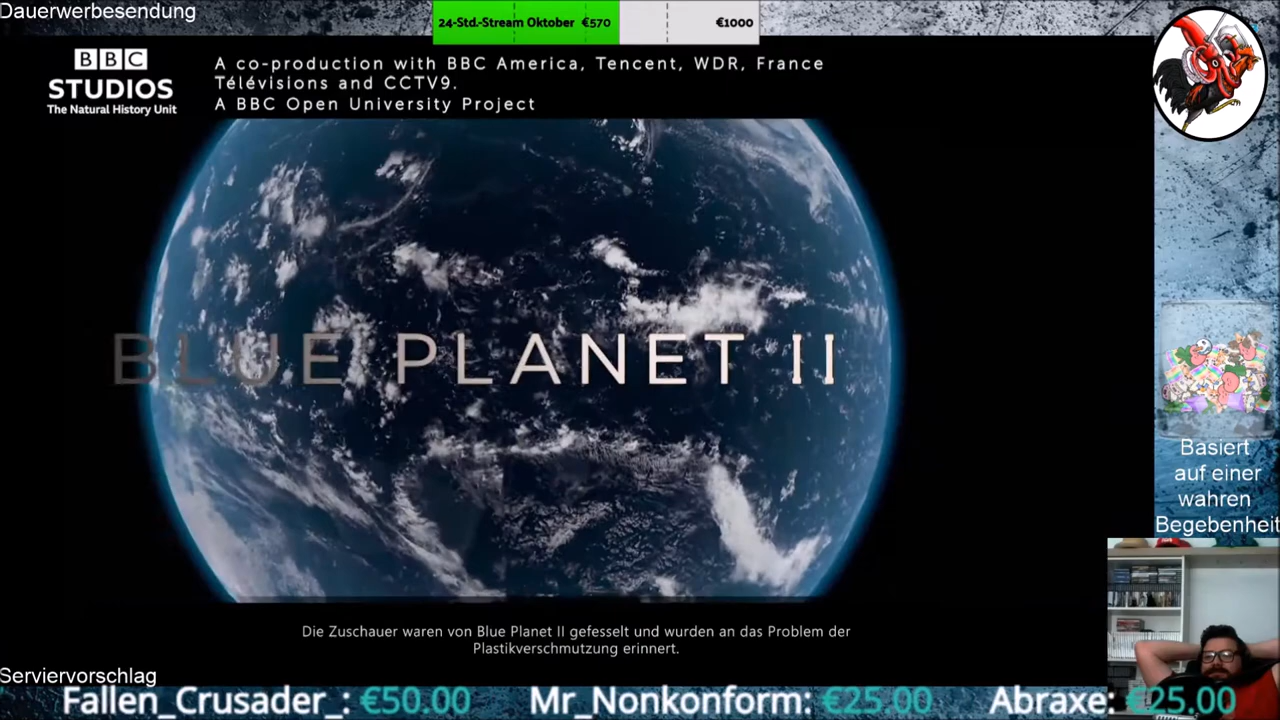 Dauerwerbesendung
24-Std.-Stream Oktober €570 €1000
BBC
STUDIOS
The Natural History Unit
A co-production with BBC America, Tencent, WDR, France
Télévisions and CCTV9.
A BBC Open University Project
BLUE PLANET II
Basiert
auf einer
wahren
Begebenheit
Die Zuschauer waren von Blue Planet II gefesselt und wurden an das Problem der
Plastikverschmutzung erinnert.
Serviervorschlag
Fallen_Crusader_: €50.00 Mr_Nonkonform: €25.00 Abraxe: €25.00